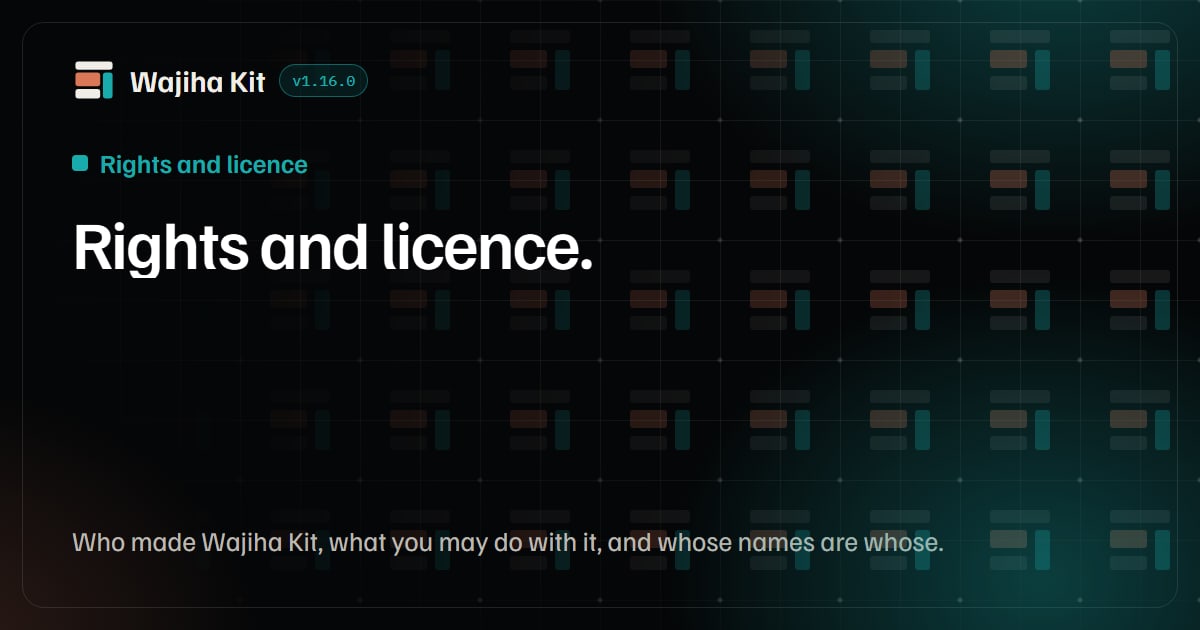 Wajiha Kit v1.16.0
Rights and licence
Rights and licence.
Who made Wajiha Kit, what you may do with it, and whose names are whose.